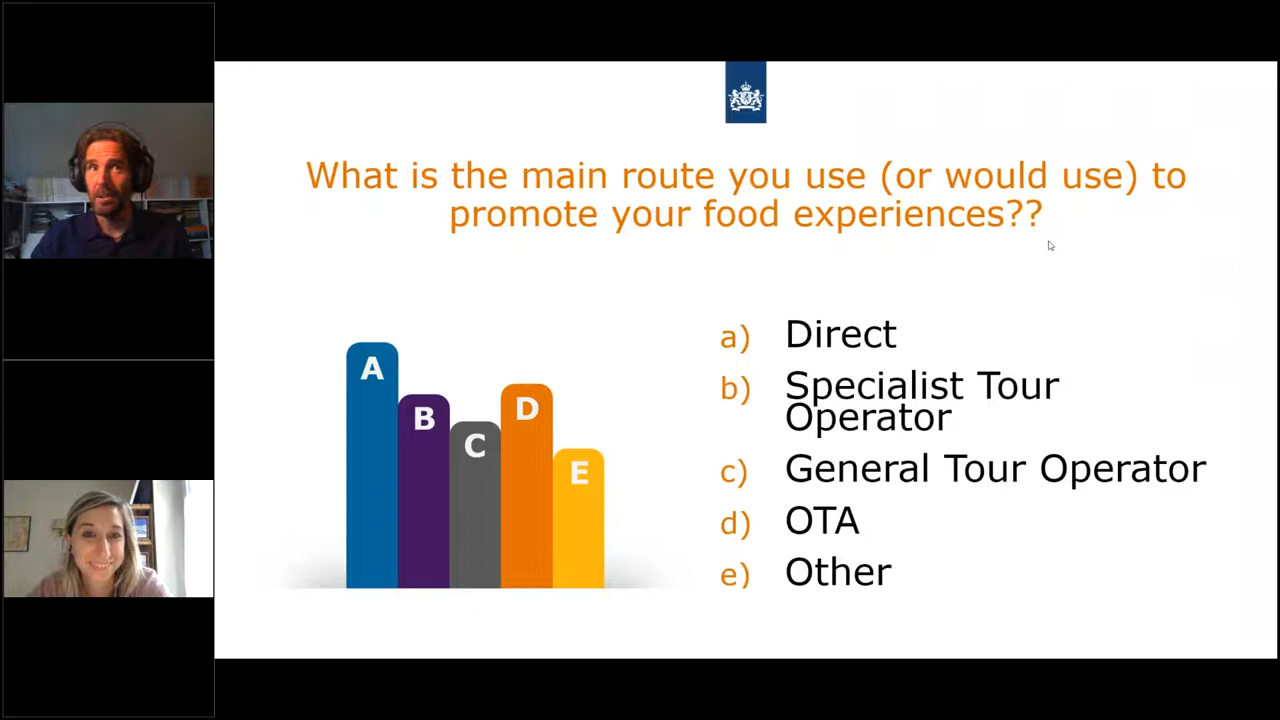 What is the main route you use (or would use) to
promote your food experiences??
A
B
C
D
E
a) Direct
b) Specialist Tour
Operator
c) General Tour Operator
d) OTA
e) Other